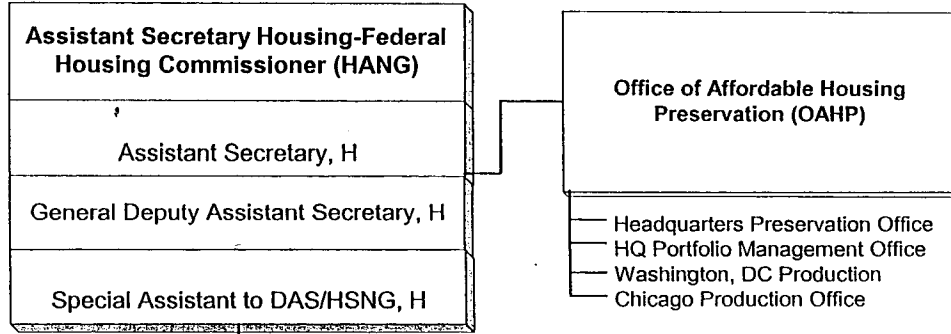 Assistant Secretary Housing-Federal
Housing Commissioner (HANG)
Assistant Secretary, H
General Deputy Assistant Secretary, H
Special Assistant to DAS/HSNG, H
Office of Affordable Housing
Preservation (OAHP)
Headquarters Preservation Office
HQ Portfolio Management Office
Washington, DC Production
Chicago Production Office